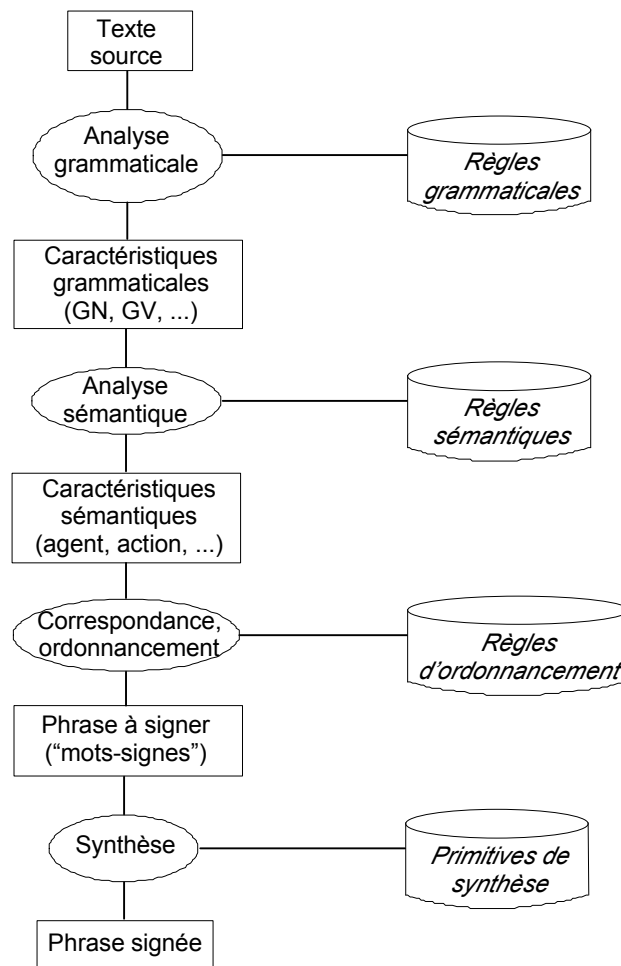 Texte
source
Analyse
grammaticale
Règles
grammaticales
Caractéristiques
grammaticales
(GN, GV, ...)
Analyse
sémantique
Règles
sémantiques
Caractéristiques
sémantiques
(agent, action, ...)
Correspondance,
ordonnancement
Règles
d'ordonnancement
Phrase à signer
(“mots-signes”)
Synthèse
Primitives de
synthèse
Phrase signée